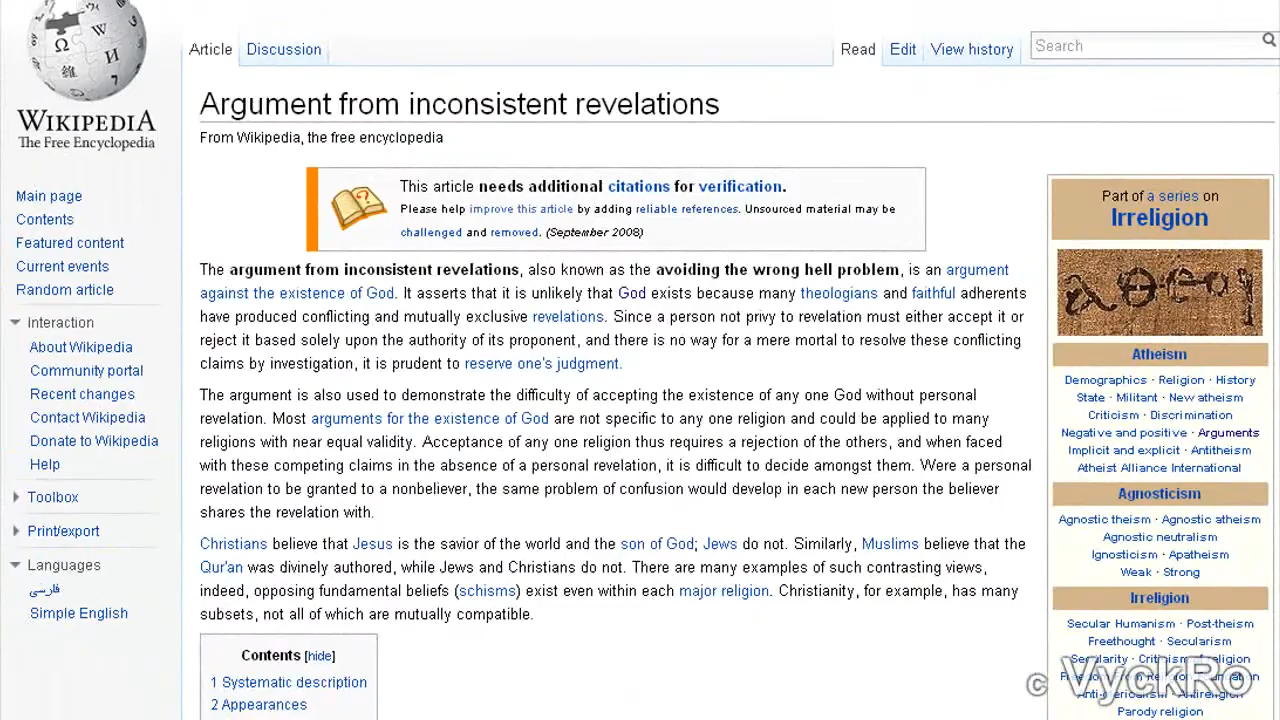 WIKIPEDIA
The Free Encyclopedia
Main page
Contents
Featured content
Current events
Random article
Interaction
About Wikipedia
Community portal
Recent changes
Contact Wikipedia
Donate to Wikipedia
Help
Toolbox
Print/export
Languages
فارسی
Simple English
Article Discussion
Read Edit View history
Search
Argument from inconsistent revelations
From Wikipedia, the free encyclopedia
This article needs additional citations for verification.
Please help improve this article by adding reliable references. Unsourced material may be
challenged and removed. (September 2008)
The argument from inconsistent revelations, also known as the avoiding the wrong hell problem, is an argument
against the existence of God. It asserts that it is unlikely that God exists because many theologians and faithful adherents
have produced conflicting and mutually exclusive revelations. Since a person not privy to revelation must either accept it or
reject it based solely upon the authority of its proponent, and there is no way for a mere mortal to resolve these conflicting
claims by investigation, it is prudent to reserve one's judgment.
The argument is also used to demonstrate the difficulty of accepting the existence of any one God without personal
revelation. Most arguments for the existence of God are not specific to any one religion and could be applied to many
religions with near equal validity. Acceptance of any one religion thus requires a rejection of the others, and when faced
with these competing claims in the absence of a personal revelation, it is difficult to decide amongst them. Were a personal
revelation to be granted to a nonbeliever, the same problem of confusion would develop in each new person the believer
shares the revelation with.
Christians believe that Jesus is the savior of the world and the son of God; Jews do not. Similarly, Muslims believe that the
Qur'an was divinely authored, while Jews and Christians do not. There are many examples of such contrasting views,
indeed, opposing fundamental beliefs (schisms) exist even within each major religion. Christianity, for example, has many
subsets, not all of which are mutually compatible.
Contents [hide]
1 Systematic description
2 Appearances
Part of a series on
Irreligion
Atheism
Demographics · Religion · History
State · Militant · New atheism
Criticism · Discrimination
Negative and positive · Arguments
Implicit and explicit · Antitheism
Atheist Alliance International
Agnosticism
Agnostic theism · Agnostic atheism
Agnostic neutralism
Ignosticism · Apatheism
Weak · Strong
Irreligion
Secular Humanism · Post-theism
Freethought · Secularism
Secularity · Criticism of religion
Freedom From Religion Foundation
Anti-clericalism · Antireligion
Parody religion
© VyckRo